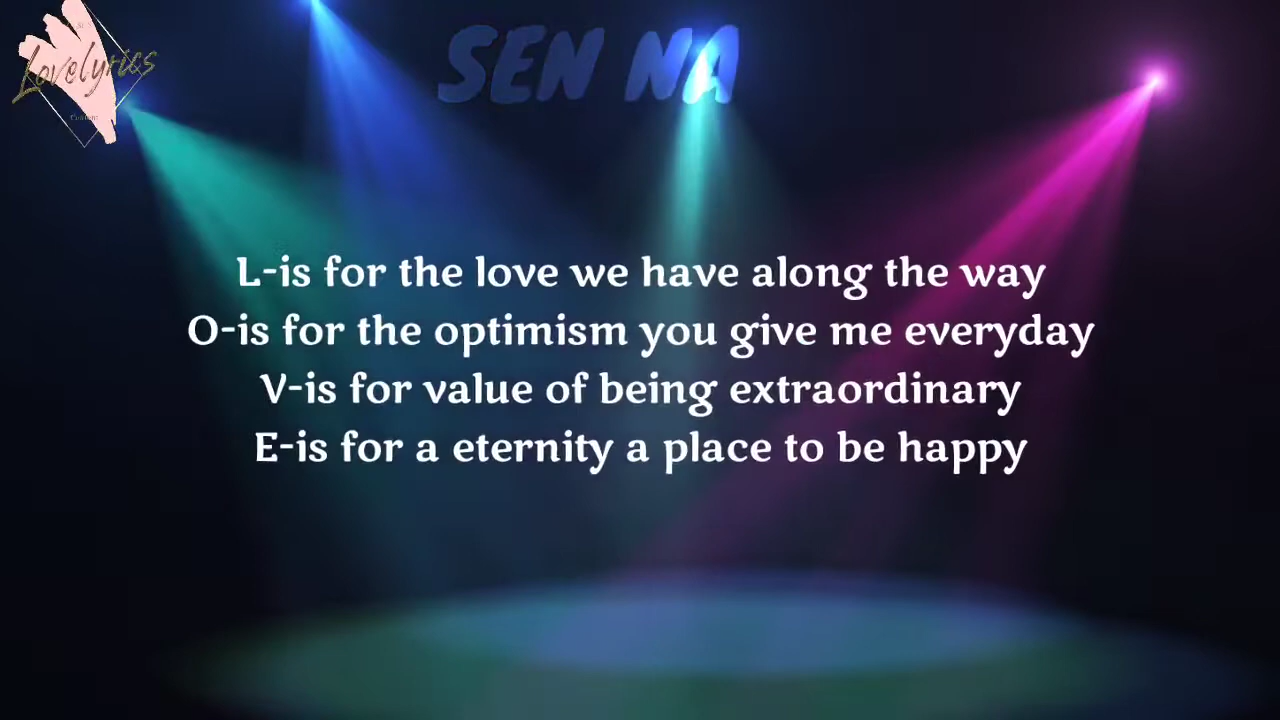 Lovelyrics
SEN NA
L-is for the love we have along the way
O-is for the optimism you give me everyday
V-is for value of being extraordinary
E-is for a eternity a place to be happy